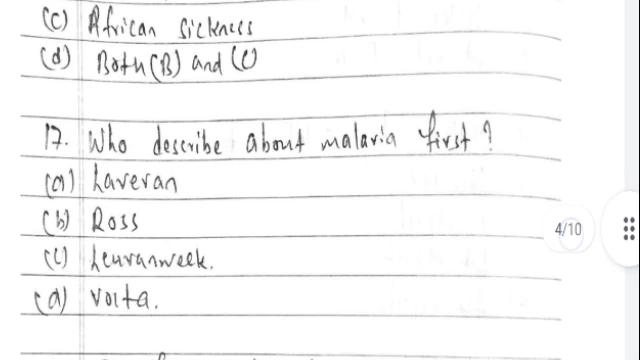 (c) African sickness
(d) Both (B) and (C)
17. Who describe about malaria first?
(a) Laveran
(b) Ross
(c) Leuvanweek.
(d) Volta.
4/10